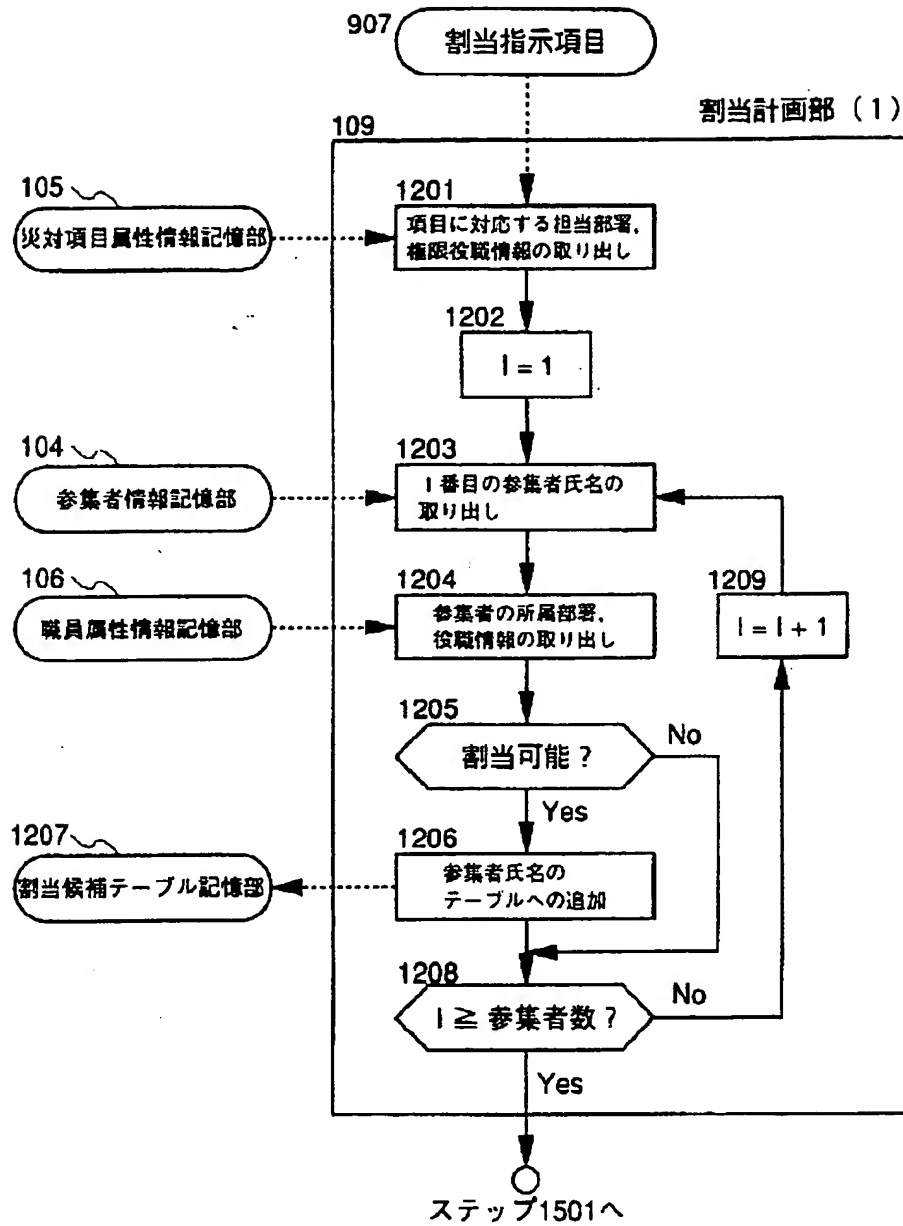 907
割当指示項目
割当計画部 (1)
109
105
災対項目属性情報記憶部
1201
項目に対応する担当部署,
権限役職情報の取り出し
1202
I = 1
104
参集者情報記憶部
1203
I 番目の参集者氏名の
取り出し
106
職員属性情報記憶部
1204
参集者の所属部署,
役職情報の取り出し
1209
I = I + 1
1205
割当可能？
No
Yes
1207
割当候補テーブル記憶部
1206
参集者氏名の
テーブルへの追加
1208
I ≧ 参集者数？
No
Yes
ステップ1501へ